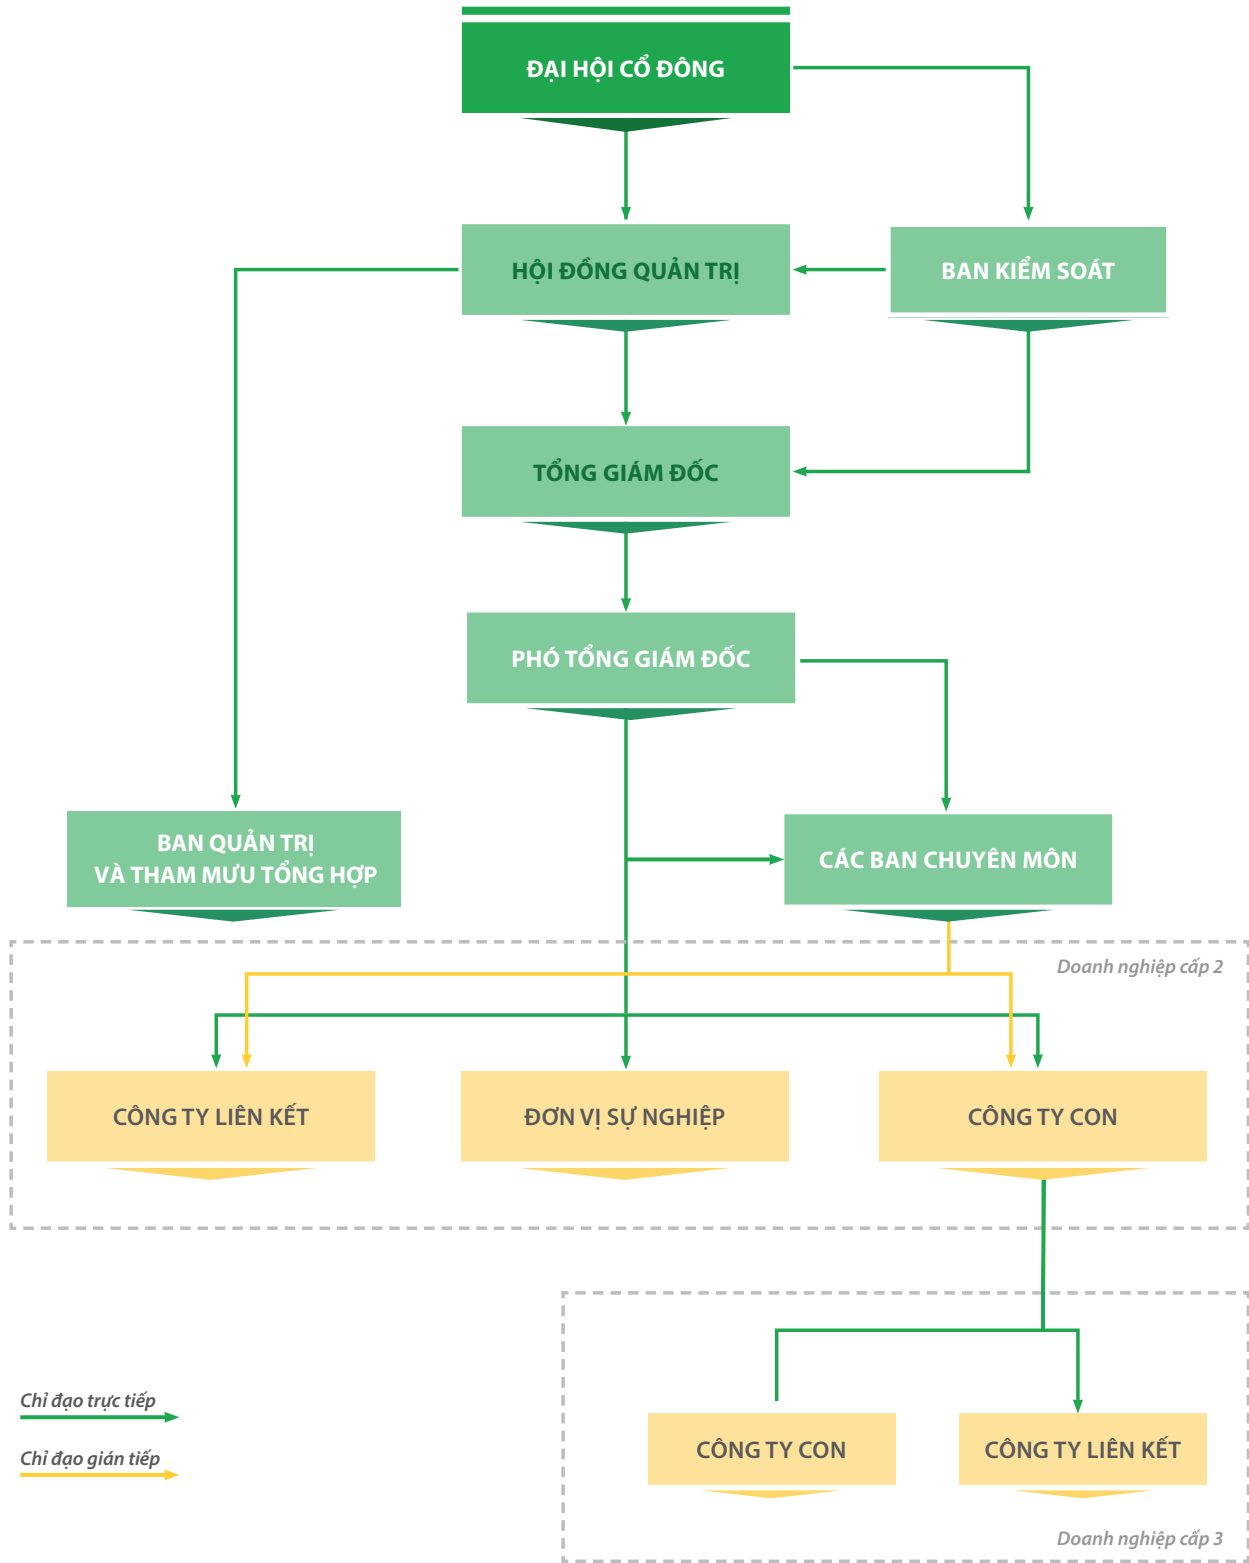 ĐẠI HỘI CỔ ĐÔNG
HỘI ĐỒNG QUẢN TRỊ
BAN KIỂM SOÁT
TỔNG GIÁM ĐỐC
PHÓ TỔNG GIÁM ĐỐC
BAN QUẢN TRỊ
VÀ THAM MƯU TỔNG HỢP
CÁC BAN CHUYÊN MÔN
Doanh nghiệp cấp 2
CÔNG TY LIÊN KẾT
ĐƠN VỊ SỰ NGHIỆP
CÔNG TY CON
Chỉ đạo trực tiếp
Chỉ đạo gián tiếp
CÔNG TY CON
CÔNG TY LIÊN KẾT
Doanh nghiệp cấp 3